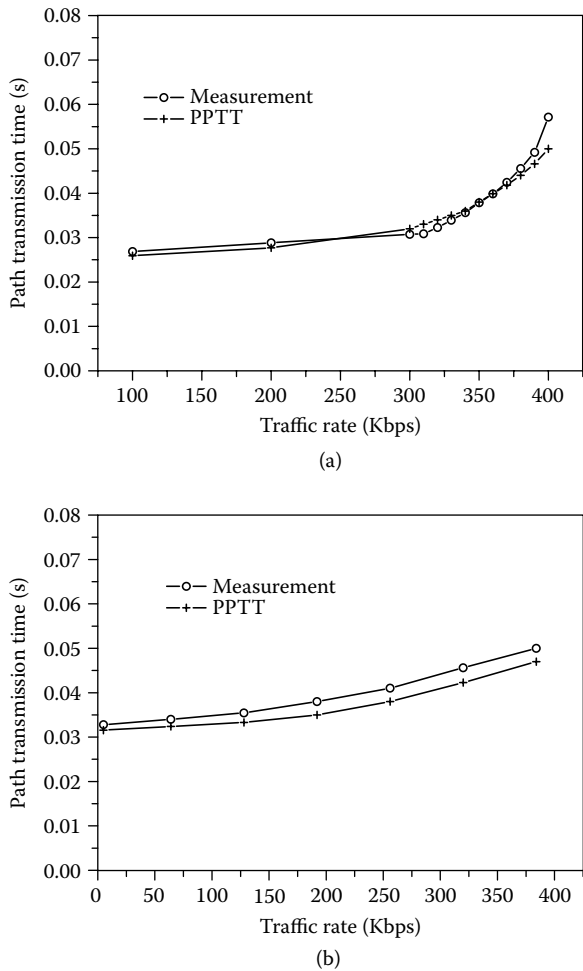 0.08
0.07
0.06
0.05
0.04
0.03
0.02
0.01
0.00
Path transmission time (s)
Measurement
PPTT
100 150 200 250 300 350 400
Traffic rate (Kbps)
(a)
0.08
0.07
0.06
0.05
0.04
0.03
0.02
0.01
0.00
Path transmission time (s)
Measurement
PPTT
0 50 100 150 200 250 300 350 400
Traffic rate (Kbps)
(b)